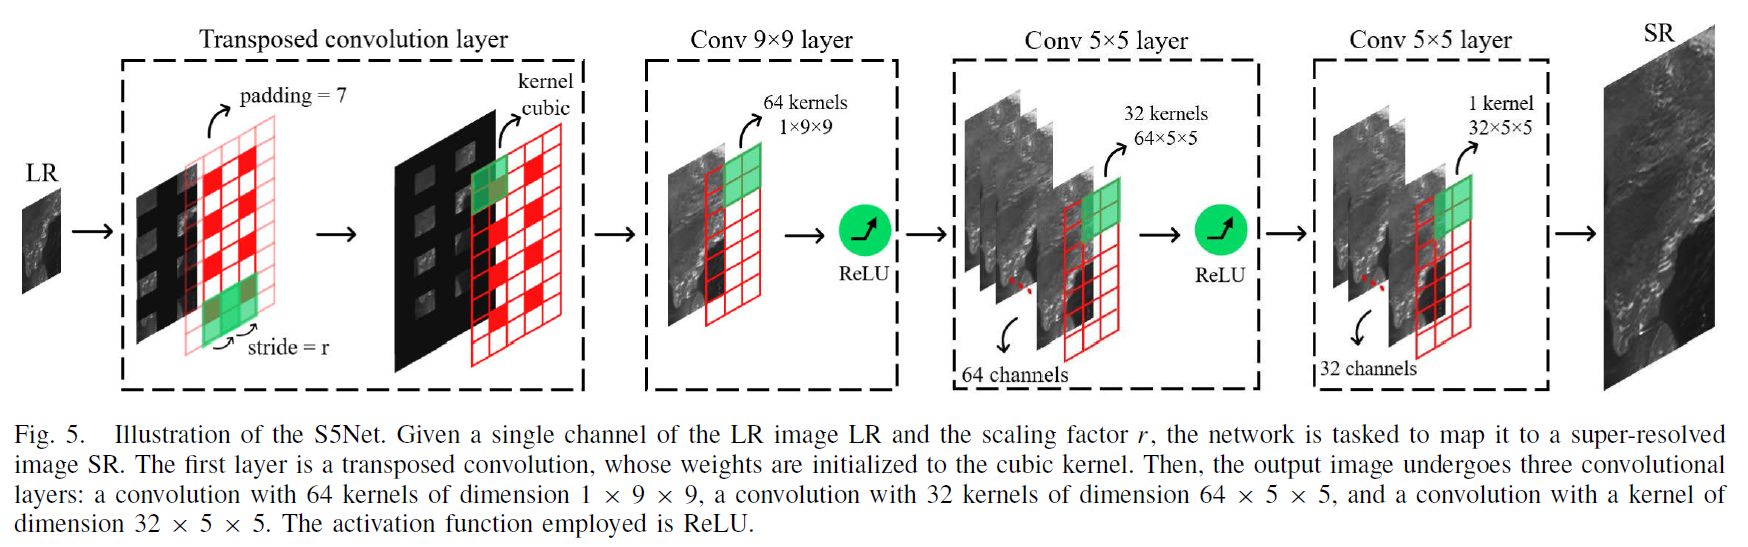 Transposed convolution layer
Conv 9×9 layer
Conv 5×5 layer
Conv 5×5 layer
SR
LR
padding = 7
kernel
cubic
stride = r
64 kernels
1×9×9
ReLU
32 kernels
64×5×5
64 channels
ReLU
1 kernel
32×5×5
32 channels
Fig. 5. Illustration of the S5Net. Given a single channel of the LR image LR and the scaling factor r, the network is tasked to map it to a super-resolved
image SR. The first layer is a transposed convolution, whose weights are initialized to the cubic kernel. Then, the output image undergoes three convolutional
layers: a convolution with 64 kernels of dimension 1 × 9 × 9, a convolution with 32 kernels of dimension 64 × 5 × 5, and a convolution with a kernel of
dimension 32 × 5 × 5. The activation function employed is ReLU.